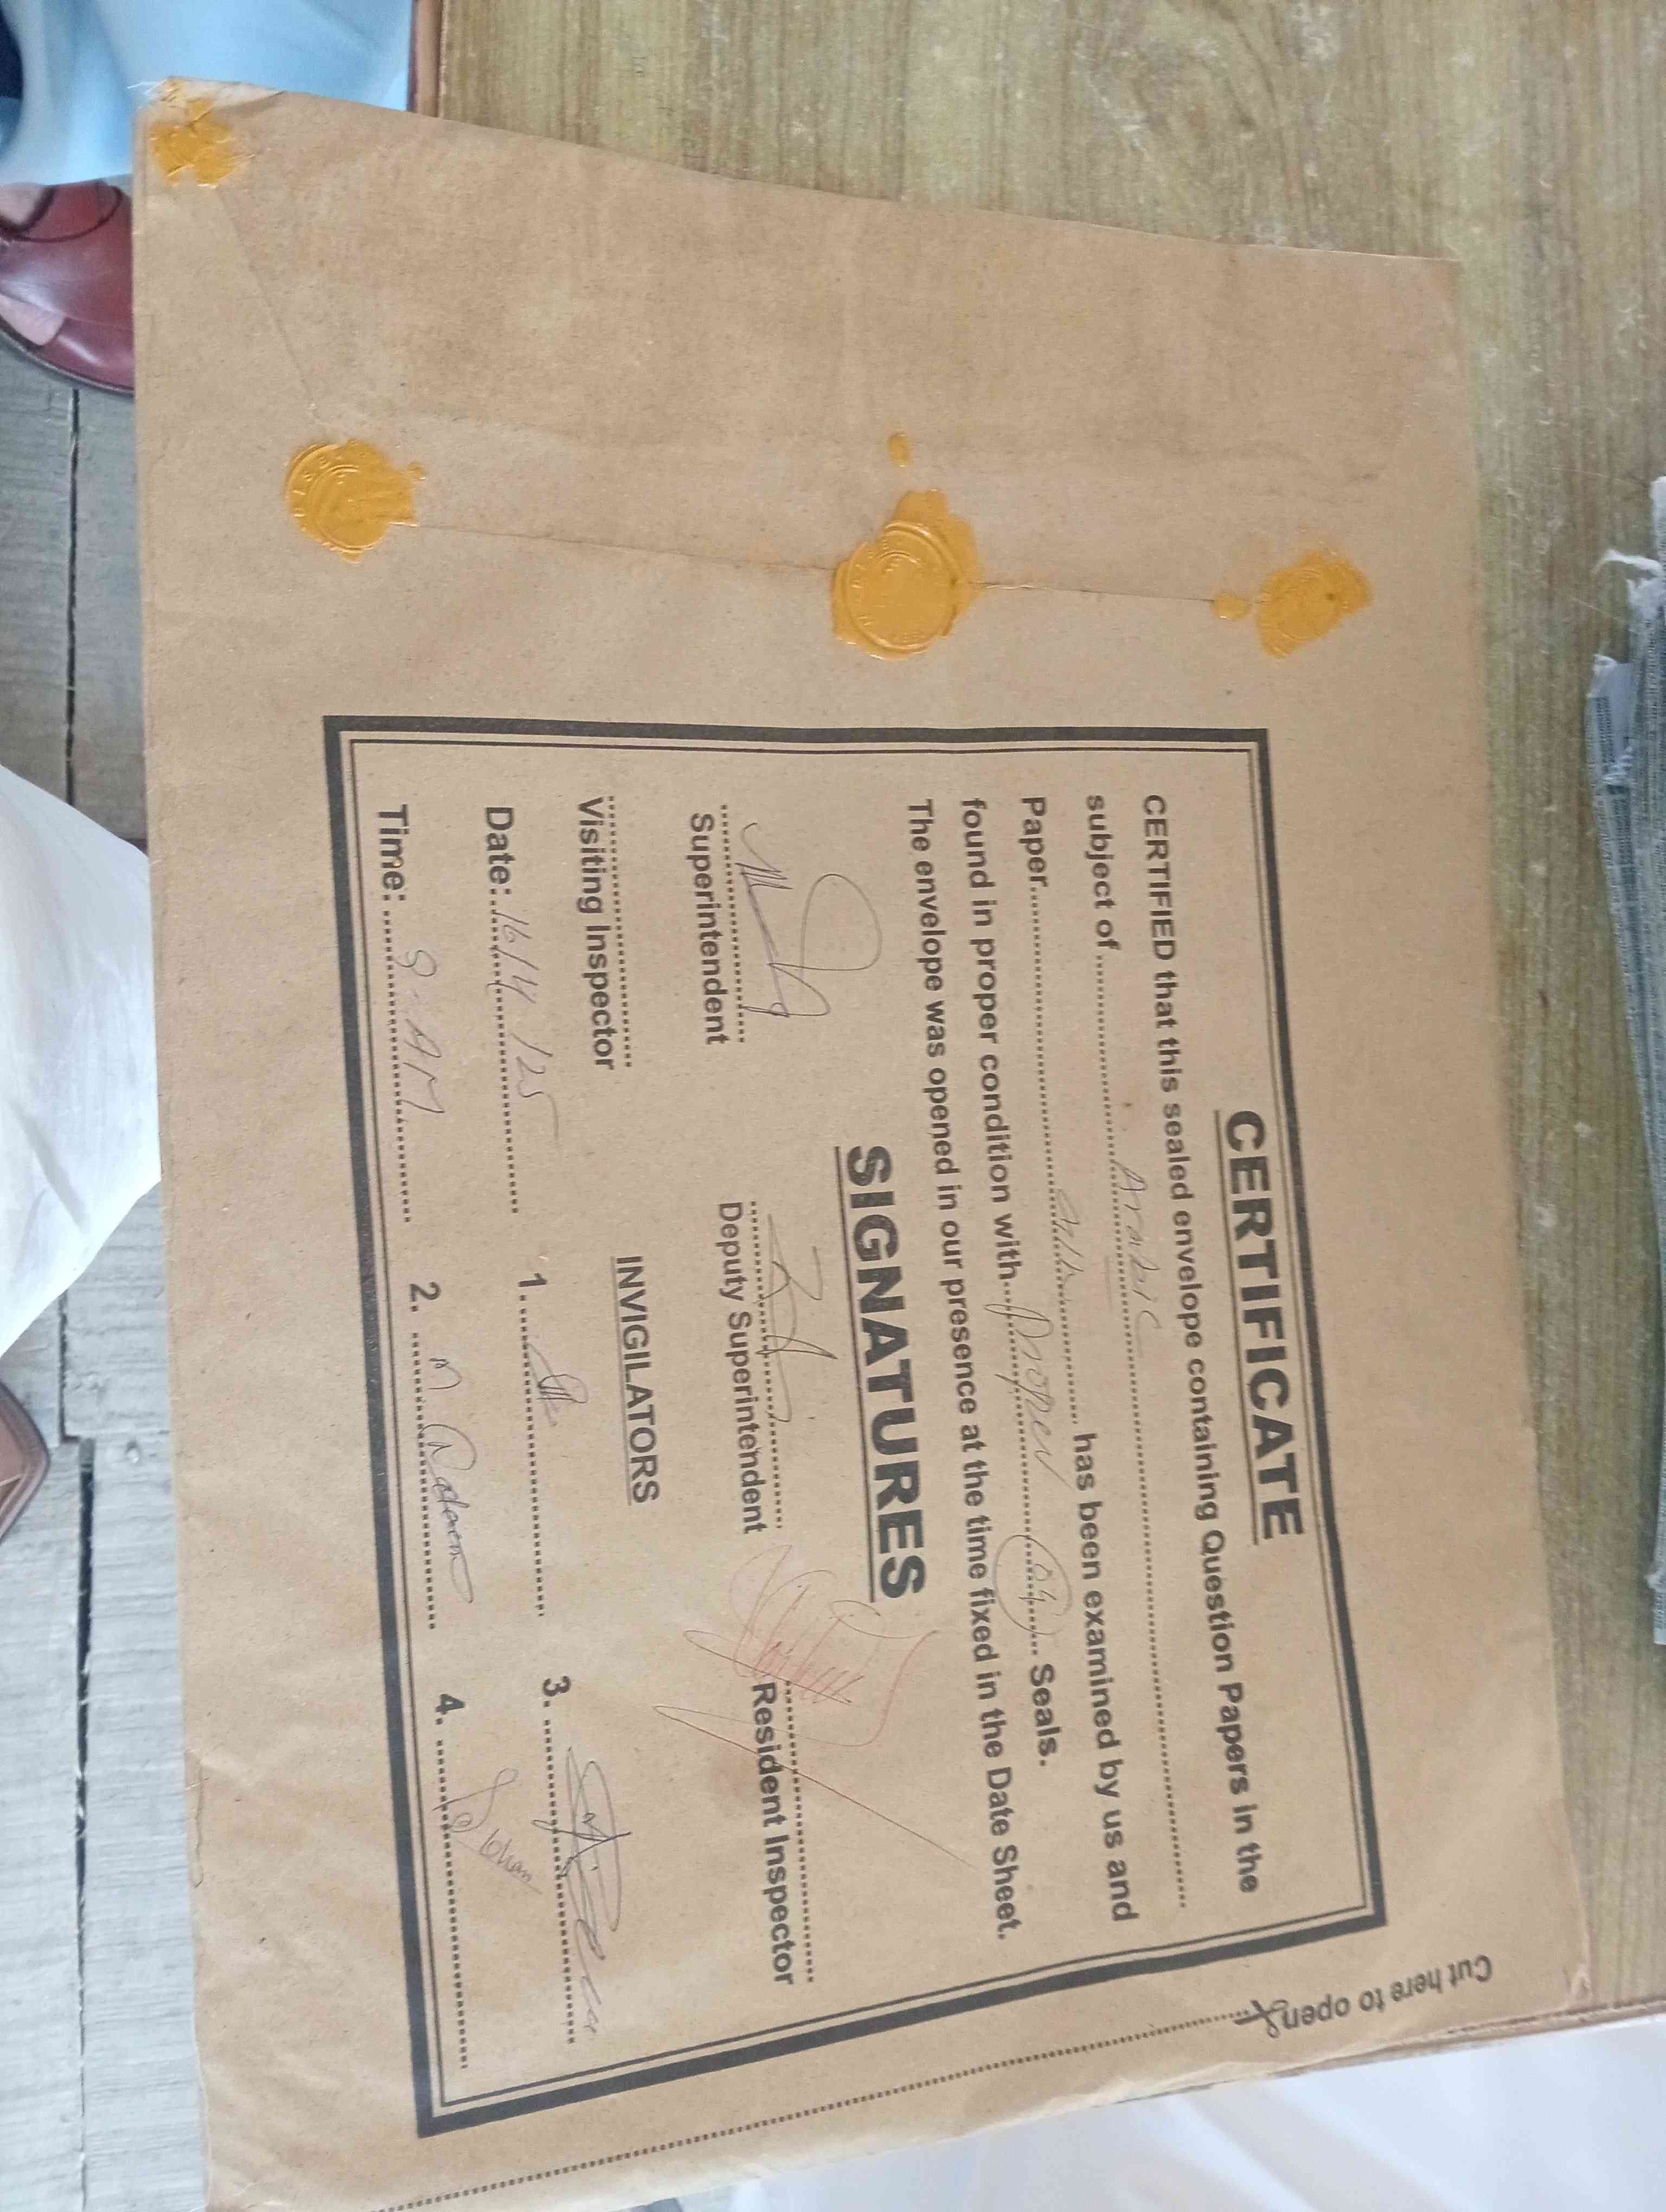 CERTIFICATE
CERTIFIED that this sealed envelope containing Question Papers in the
subject of.......... Arabic ..........
Paper.................... has been examined by us and
found in proper condition with.. Proper (04) .... Seals.
The envelope was opened in our presence at the time fixed in the Date Sheet.
SIGNATURES
Superintendent Deputy Superintendent Resident Inspector
Visiting Inspector INVIGILATORS
Date: 16/4/25 1. 3.
Time: 9-AM 2. 4.
Cut here to open